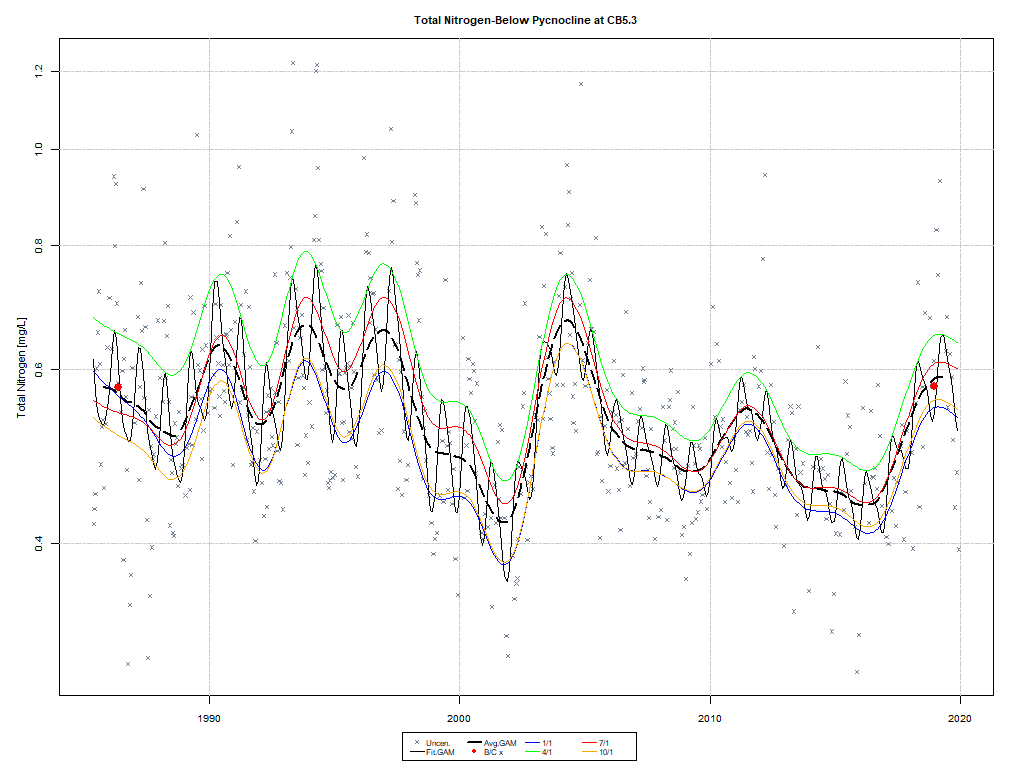 Total Nitrogen-Below Pycnocline at CB5.3
Total Nitrogen [mg/L]
1.2
1.0
0.8
0.6
0.4
1990 2000 2010 2020
Uncen. Avg.GAM 1/1 7/1
Fit.GAM B/C x 4/1 10/1